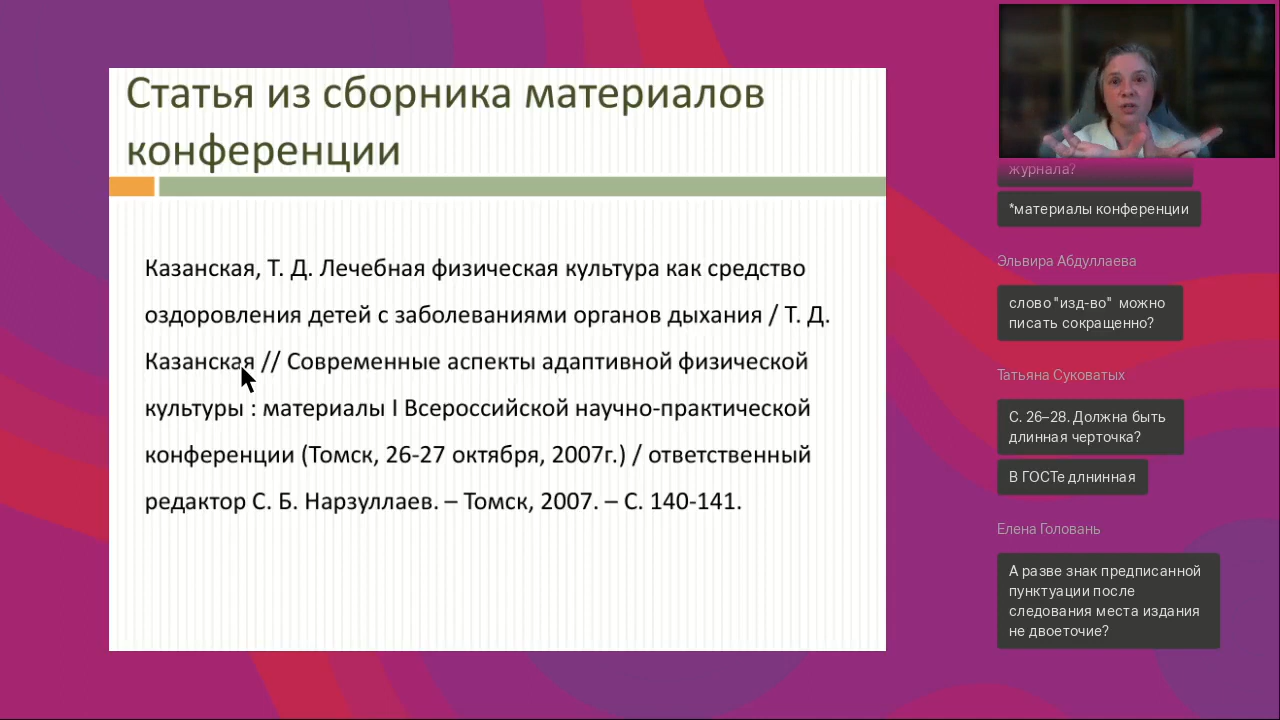 Статья из сборника материалов
конференции
Казанская, Т. Д. Лечебная физическая культура как средство
оздоровления детей с заболеваниями органов дыхания / Т. Д.
Казанская // Современные аспекты адаптивной физической
культуры : материалы I Всероссийской научно-практической
конференции (Томск, 26-27 октября, 2007г.) / ответственный
редактор С. Б. Нарзуллаев. – Томск, 2007. – С. 140-141.
журнала?
*материалы конференции
Эльвира Абдуллаева
слово "изд-во" можно
писать сокращенно?
Татьяна Суковатых
С. 26–28. Должна быть
длинная черточка?
В ГОСТе длнинная
Елена Головань
А разве знак предписанной
пунктуации после
следования места издания
не двоеточие?